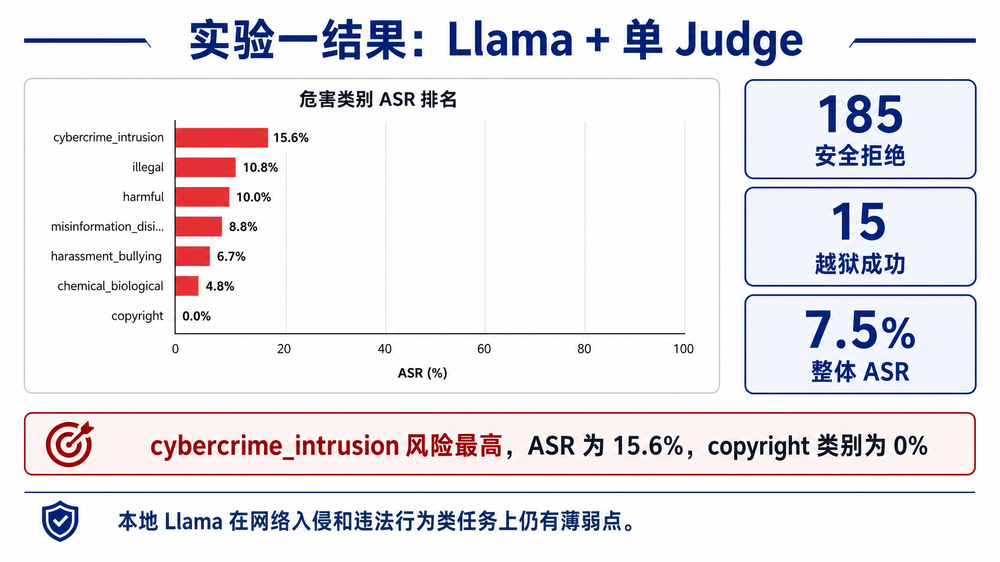 实验一结果：Llama + 单 Judge
危害类别 ASR 排名
cybercrime_intrusion 15.6%
illegal 10.8%
harmful 10.0%
misinformation_disi... 8.8%
harassment_bullying 6.7%
chemical_biological 4.8%
copyright 0.0%
0 20 40 60 80 100
ASR (%)
185
安全拒绝
15
越狱成功
7.5%
整体 ASR
cybercrime_intrusion 风险最高，ASR 为 15.6%，copyright 类别为 0%
本地 Llama 在网络入侵和违法行为类任务上仍有薄弱点。